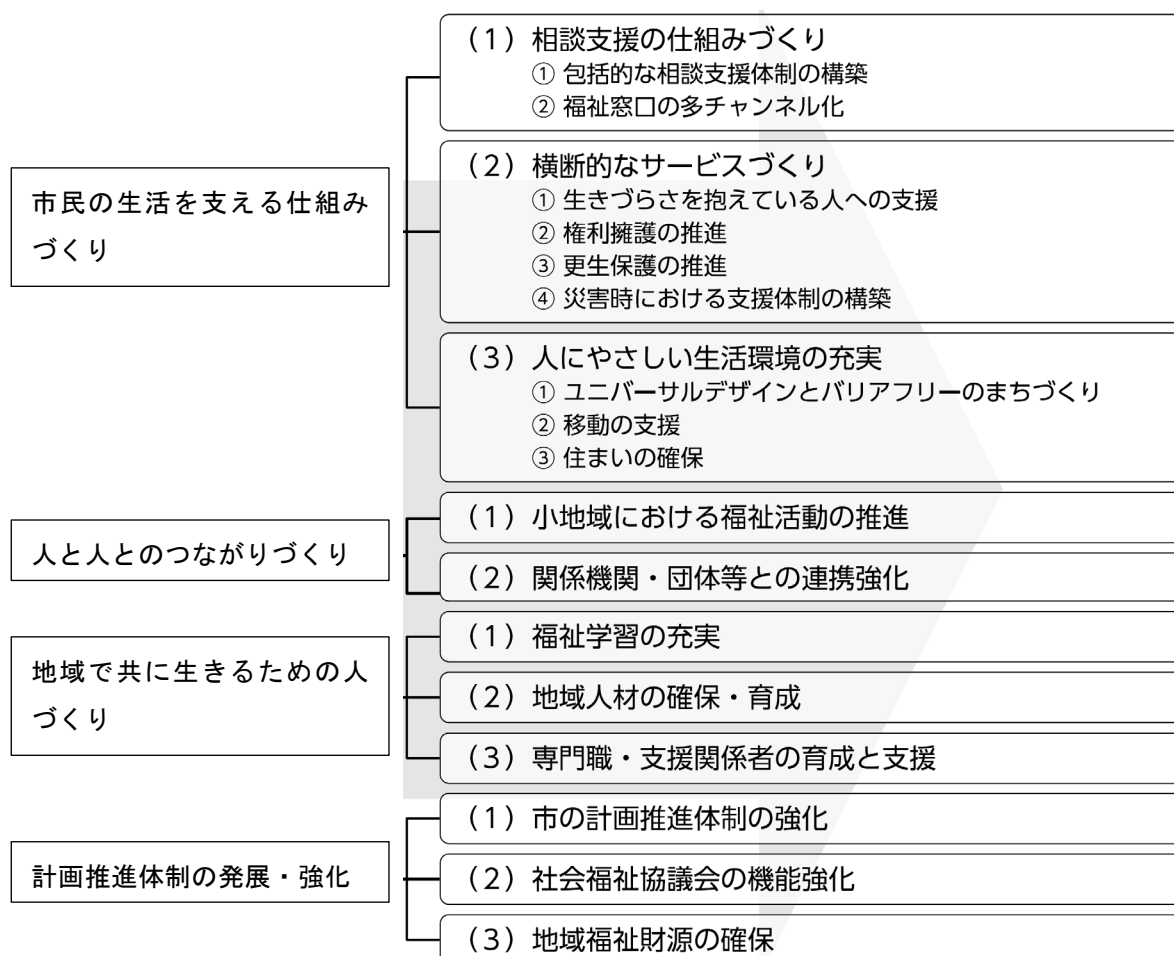 市民の生活を支える仕組み
づくり
（１）相談支援の仕組みづくり
① 包括的な相談支援体制の構築
② 福祉窓口の多チャンネル化
（２）横断的なサービスづくり
① 生きづらさを抱えている人への支援
② 権利擁護の推進
③ 更生保護の推進
④ 災害時における支援体制の構築
（３）人にやさしい生活環境の充実
① ユニバーサルデザインとバリアフリーのまちづくり
② 移動の支援
③ 住まいの確保
人と人とのつながりづくり
（１）小地域における福祉活動の推進
（２）関係機関・団体等との連携強化
地域で共に生きるための人
づくり
（１）福祉学習の充実
（２）地域人材の確保・育成
（３）専門職・支援関係者の育成と支援
計画推進体制の発展・強化
（１）市の計画推進体制の強化
（２）社会福祉協議会の機能強化
（３）地域福祉財源の確保